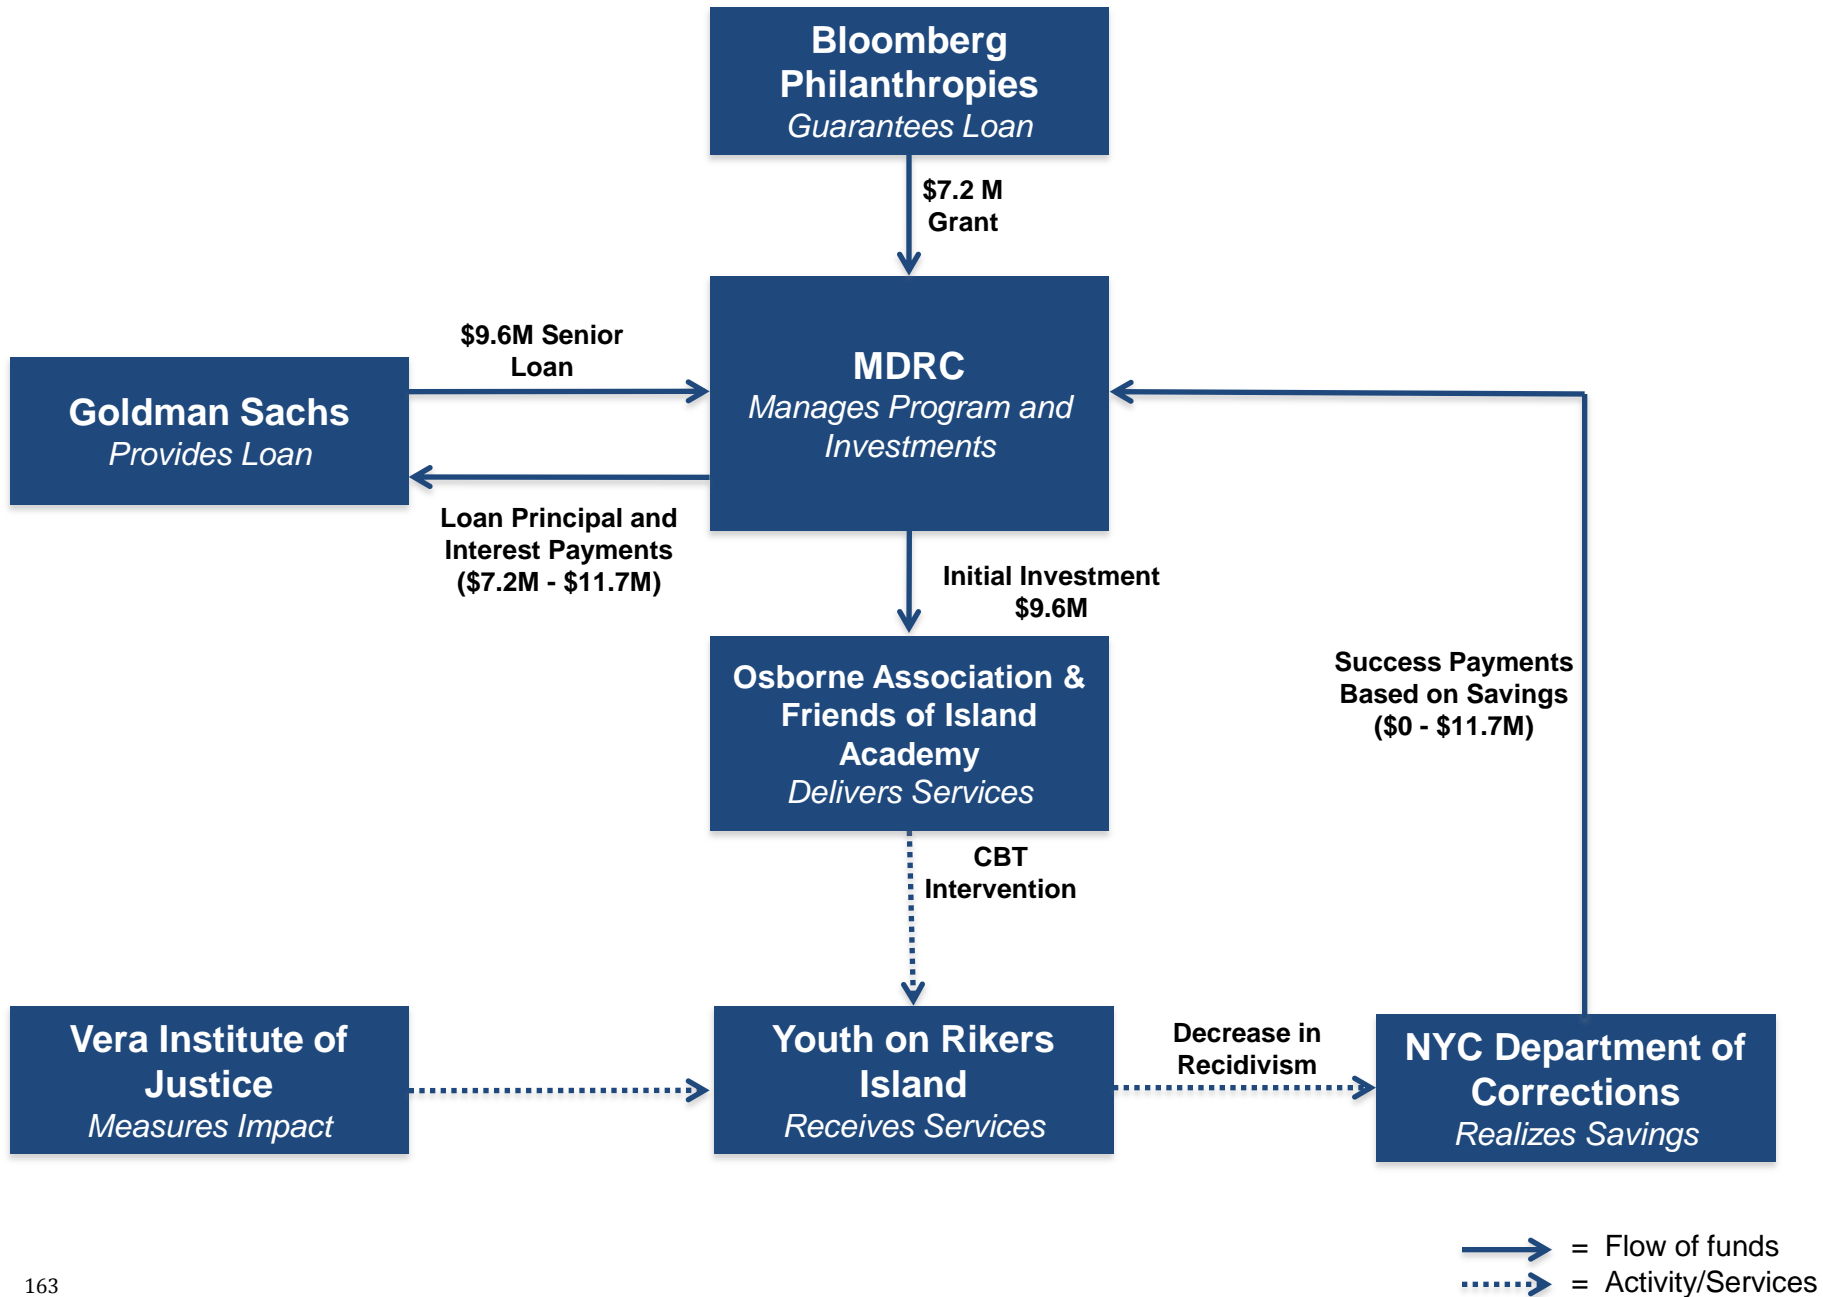 Bloomberg
Philanthropies
Guarantees Loan
$7.2 M
Grant
$9.6M Senior
Loan
MDRC
Manages Program and
Investments
Goldman Sachs
Provides Loan
Loan Principal and
Interest Payments
($7.2M - $11.7M)
Initial Investment
$9.6M
Osborne Association &
Friends of Island
Academy
Delivers Services
Success Payments
Based on Savings
($0 - $11.7M)
CBT
Intervention
Vera Institute of
Justice
Measures Impact
Youth on Rikers
Island
Receives Services
Decrease in
Recidivism
NYC Department of
Corrections
Realizes Savings
= Flow of funds
= Activity/Services
163